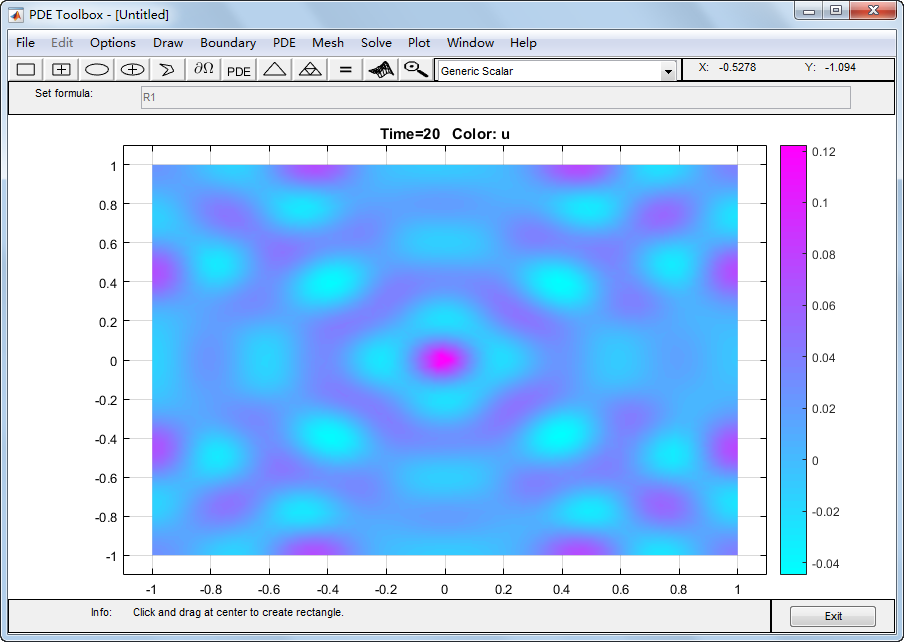 PDE Toolbox - [Untitled]
File Edit Options Draw Boundary PDE Mesh Solve Plot Window Help
∂Ω PDE Generic Scalar X: -0.5278 Y: -1.094
Set formula: R1
Time=20 Color: u
1
0.8
0.6
0.4
0.2
0
-0.2
-0.4
-0.6
-0.8
-1
-1 -0.8 -0.6 -0.4 -0.2 0 0.2 0.4 0.6 0.8 1
0.12
0.1
0.08
0.06
0.04
0.02
0
-0.02
-0.04
Info: Click and drag at center to create rectangle. Exit